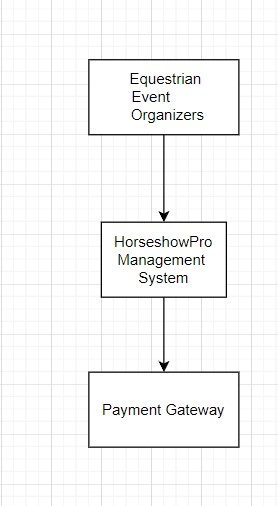 Equestrian
Event
Organizers
HorseshowPro
Management
System
Payment Gateway